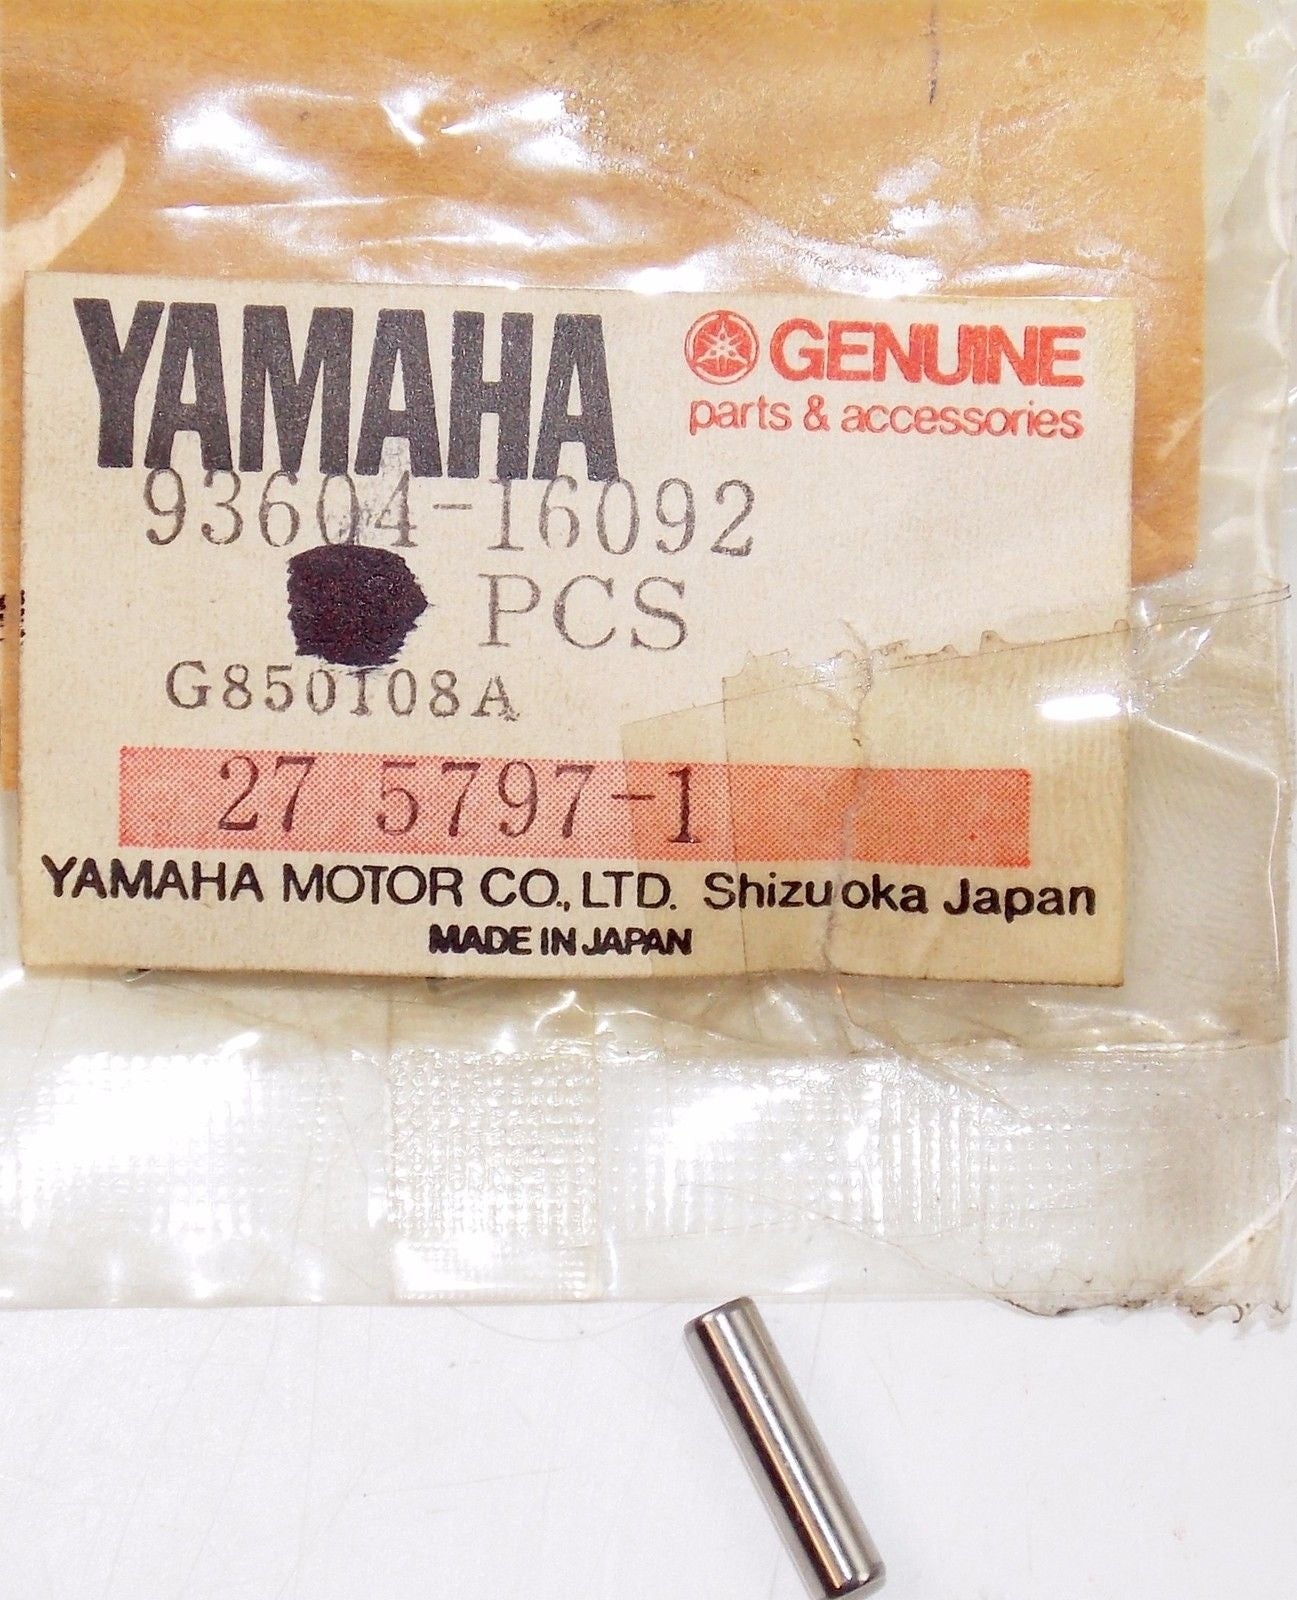 YAMAHA
GENUINE
parts & accessories
93604-16092
PCS
G850108A
27 5797-1
YAMAHA MOTOR CO., LTD. Shizuoka Japan
MADE IN JAPAN